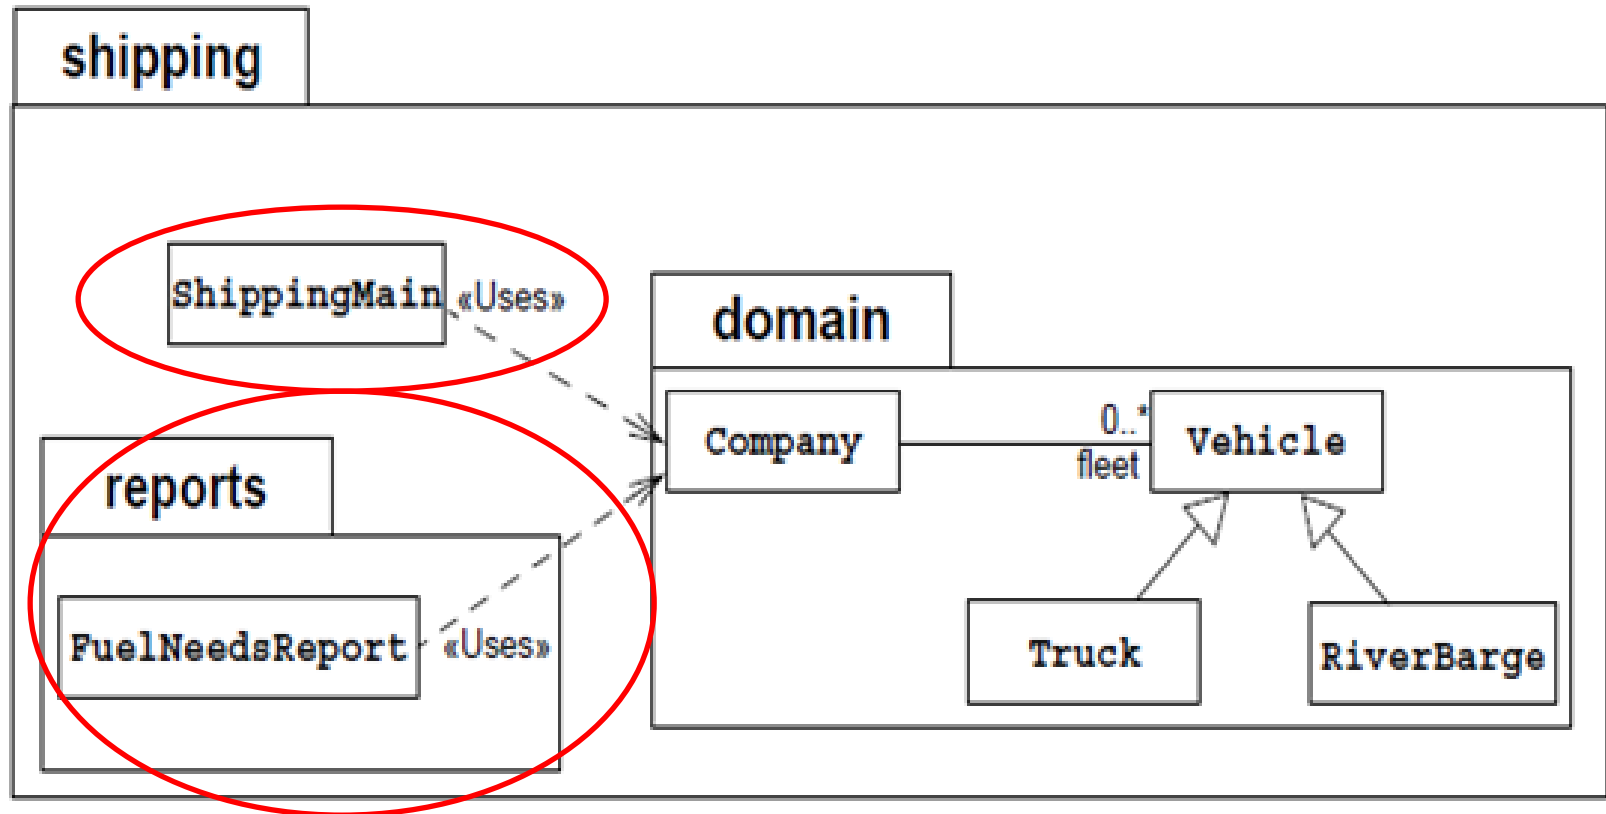 shipping
ShippingMain
«Uses»
domain
Company
0..*
fleet
Vehicle
reports
FuelNeedsReport
«Uses»
Truck
RiverBarge